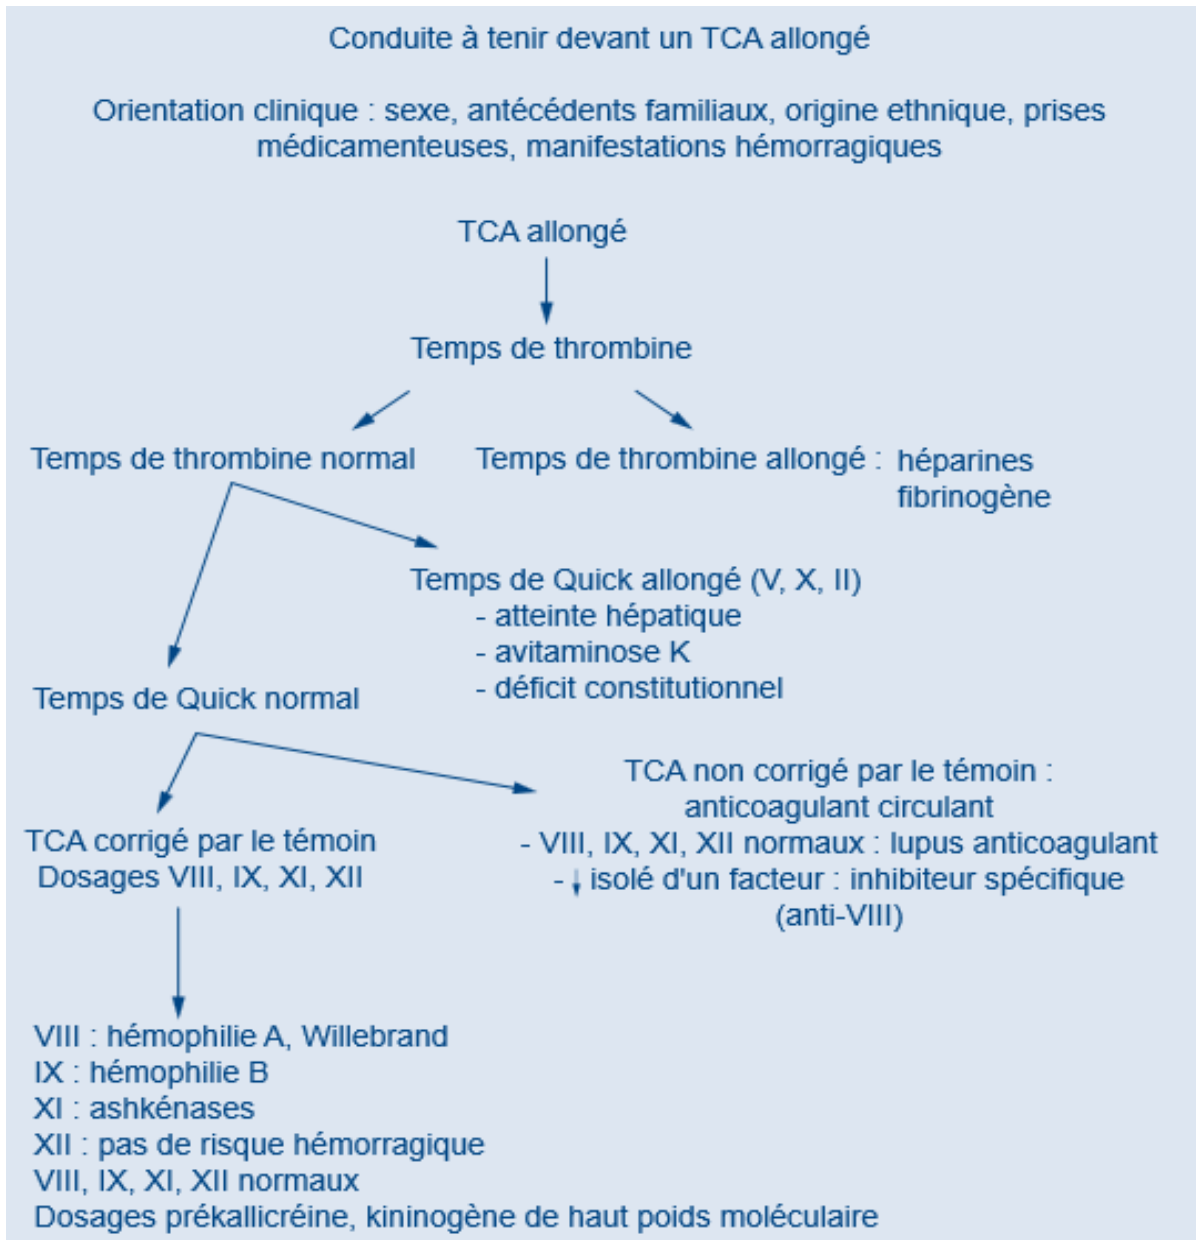 Conduite à tenir devant un TCA allongé
Orientation clinique : sexe, antécédents familiaux, origine ethnique, prises
médicamenteuses, manifestations hémorragiques
TCA allongé
Temps de thrombine
Temps de thrombine normal
Temps de thrombine allongé : héparines
fibrinogène
Temps de Quick allongé (V, X, II)
- atteinte hépatique
- avitaminose K
- déficit constitutionnel
Temps de Quick normal
TCA non corrigé par le témoin :
anticoagulant circulant
- VIII, IX, XI, XII normaux : lupus anticoagulant
- ↓ isolé d'un facteur : inhibiteur spécifique
(anti-VIII)
TCA corrigé par le témoin
Dosages VIII, IX, XI, XII
VIII : hémophilie A, Willebrand
IX : hémophilie B
XI : ashkénases
XII : pas de risque hémorragique
VIII, IX, XI, XII normaux
Dosages prékallicréine, kininogène de haut poids moléculaire